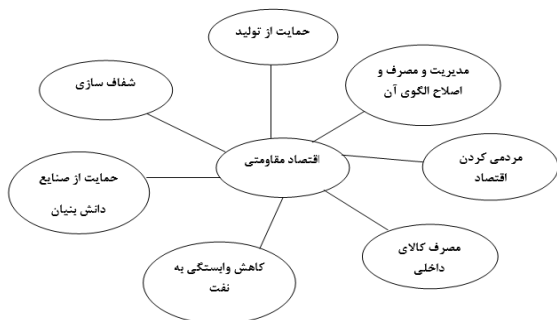 حمایت از تولید
مدیریت و مصرف و
اصلاح الگوی آن
شفاف سازی
اقتصاد مقاومتی
مردمی کردن
اقتصاد
حمایت از صنایع
دانش بنیان
مصرف کالای
داخلی
کاهش وابستگی به
نفت